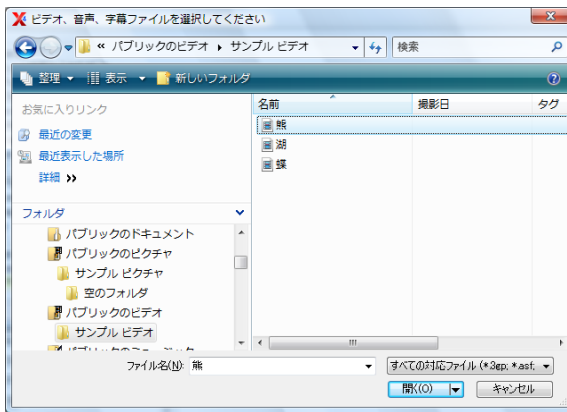 ビデオ、音声、字幕ファイルを選択してください
« パブリックのビデオ サンプル ビデオ 検索
整理 表示 新しいフォルダ
お気に入りリンク
最近の変更
最近表示した場所
詳細 »
フォルダ
パブリックのドキュメント
パブリックのピクチャ
サンプル ピクチャ
空のフォルダ
パブリックのビデオ
サンプル ビデオ
名前 撮影日 タグ
熊
湖
蝶
ファイル名(N): 熊
すべての対応ファイル (*3gp; *asf,
開く(O) キャンセル